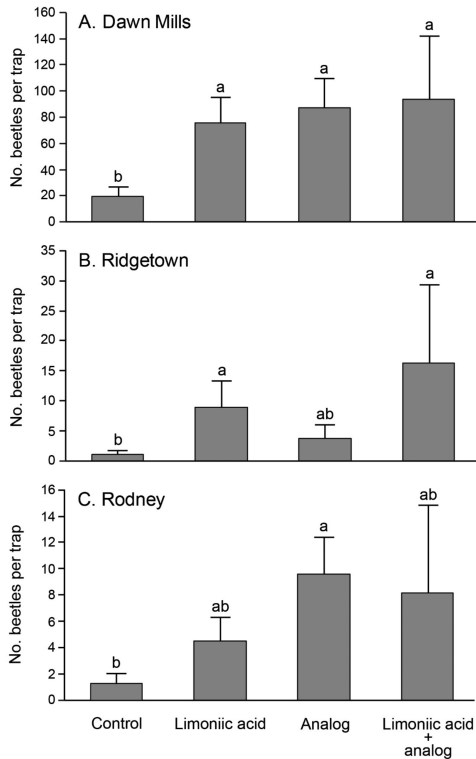 A. Dawn Mills
No. beetles per trap
160
140
120
100
80
60
40
20
0
b
a
a
a
B. Ridgetown
No. beetles per trap
35
30
25
20
15
10
5
0
b
a
ab
a
C. Rodney
No. beetles per trap
16
14
12
10
8
6
4
2
0
b
ab
a
ab
Control
Limoniic acid
Analog
Limoniic acid
+
analog